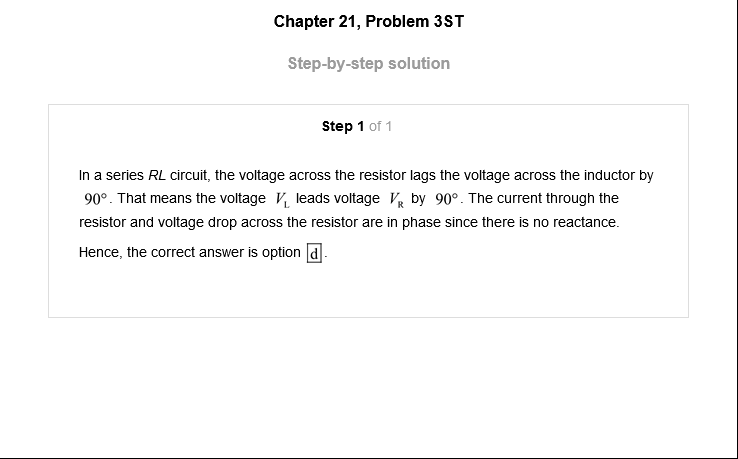 Chapter 21, Problem 3ST
Step-by-step solution
Step 1 of 1
In a series RL circuit, the voltage across the resistor lags the voltage across the inductor by
90°. That means the voltage V_L leads voltage V_R by 90°. The current through the
resistor and voltage drop across the resistor are in phase since there is no reactance.
Hence, the correct answer is option d.